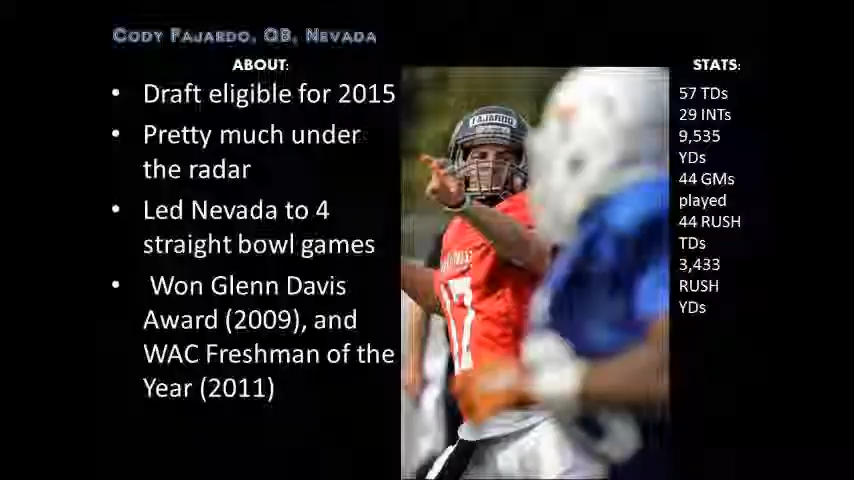 CODY FAJARDO, QB, NEVADA
ABOUT:
• Draft eligible for 2015
• Pretty much under
the radar
• Led Nevada to 4
straight bowl games
• Won Glenn Davis
Award (2009), and
WAC Freshman of the
Year (2011)
FAJARDO
17
STATS:
57 TDs
29 INTs
9,535
YDs
44 GMs
played
44 RUSH
TDs
3,433
RUSH
YDs